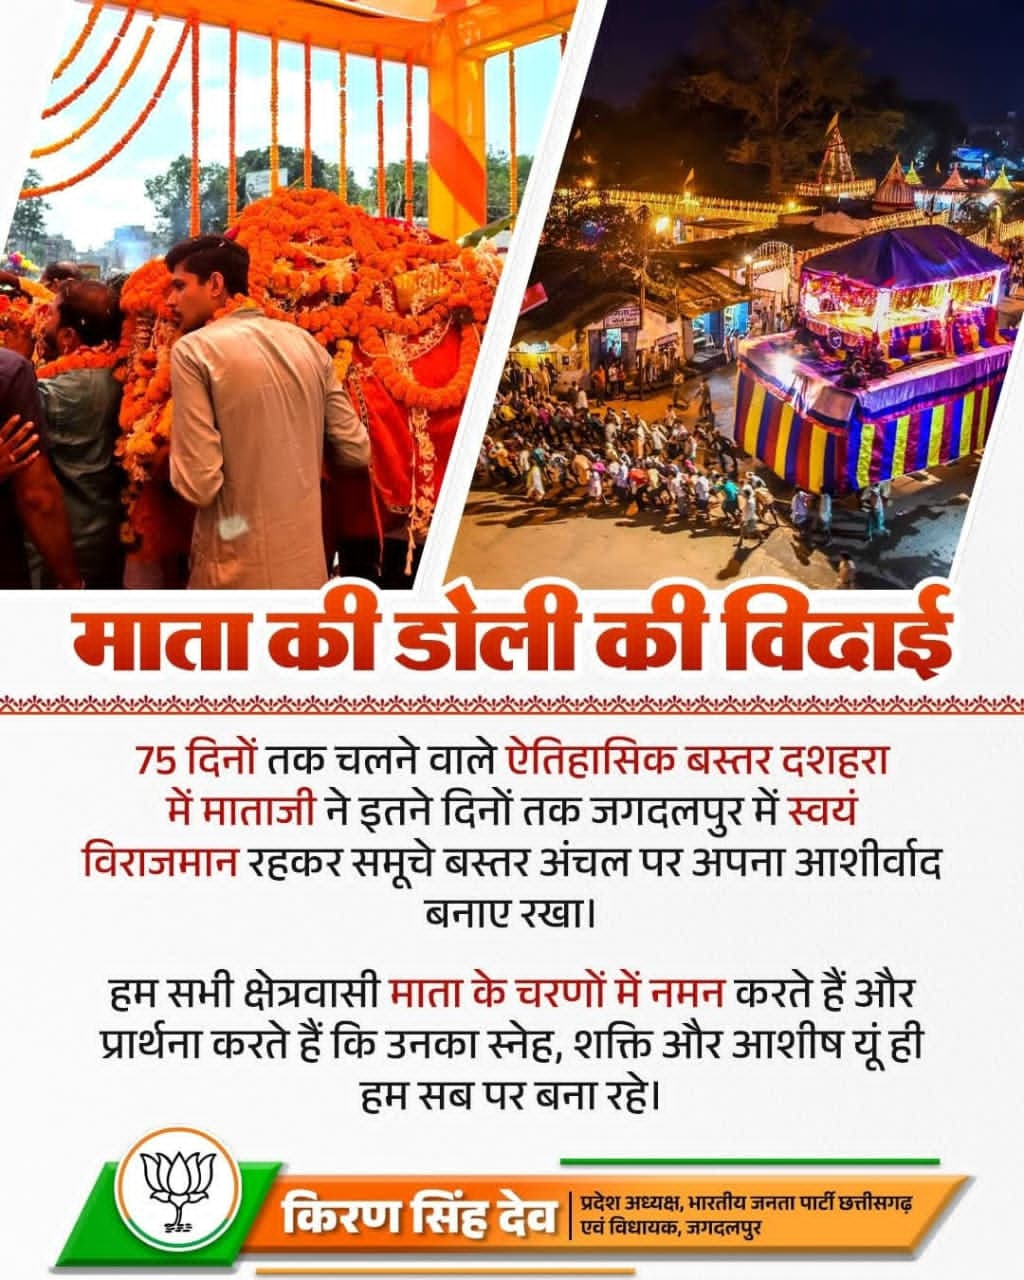 माता की डोली की विदाई
75 दिनों तक चलने वाले ऐतिहासिक बस्तर दशहरा
में माताजी ने इतने दिनों तक जगदलपुर में स्वयं
विराजमान रहकर समूचे बस्तर अंचल पर अपना आशीर्वाद
बनाए रखा।
हम सभी क्षेत्रवासी माता के चरणों में नमन करते हैं और
प्रार्थना करते हैं कि उनका स्नेह, शक्ति और आशीष यूं ही
हम सब पर बना रहे।
किरण सिंह देव
प्रदेश अध्यक्ष, भारतीय जनता पार्टी छत्तीसगढ़
एवं विधायक, जगदलपुर